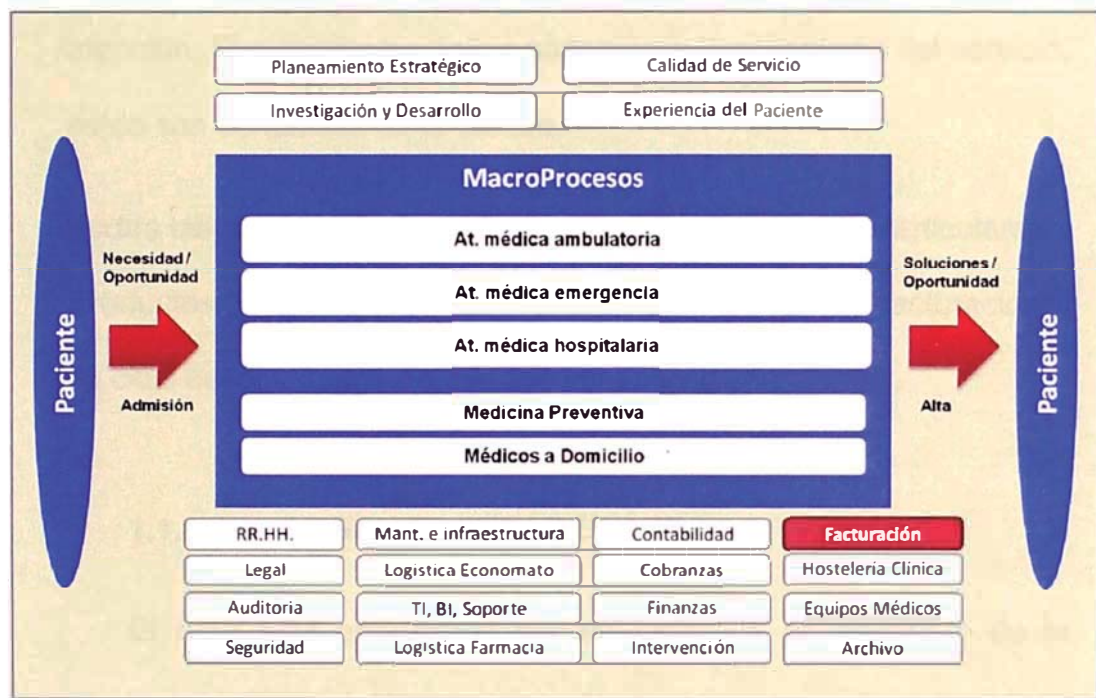 Planeamiento Estratégico
Calidad de Servicio
Investigación y Desarrollo
Experiencia del Paciente
MacroProcesos
At. médica ambulatoria
At. médica emergencia
At. médica hospitalaria
Medicina Preventiva
Médicos a Domicilio
Paciente
Necesidad /
Oportunidad
Admisión
Soluciones /
Oportunidad
Alta
Paciente
RR.HH.
Mant. e infraestructura
Contabilidad
Facturación
Legal
Logistica Economato
Cobranzas
Hostelería Clínica
Auditoria
TI, BI, Soporte
Finanzas
Equipos Médicos
Seguridad
Logistica Farmacia
Intervención
Archivo